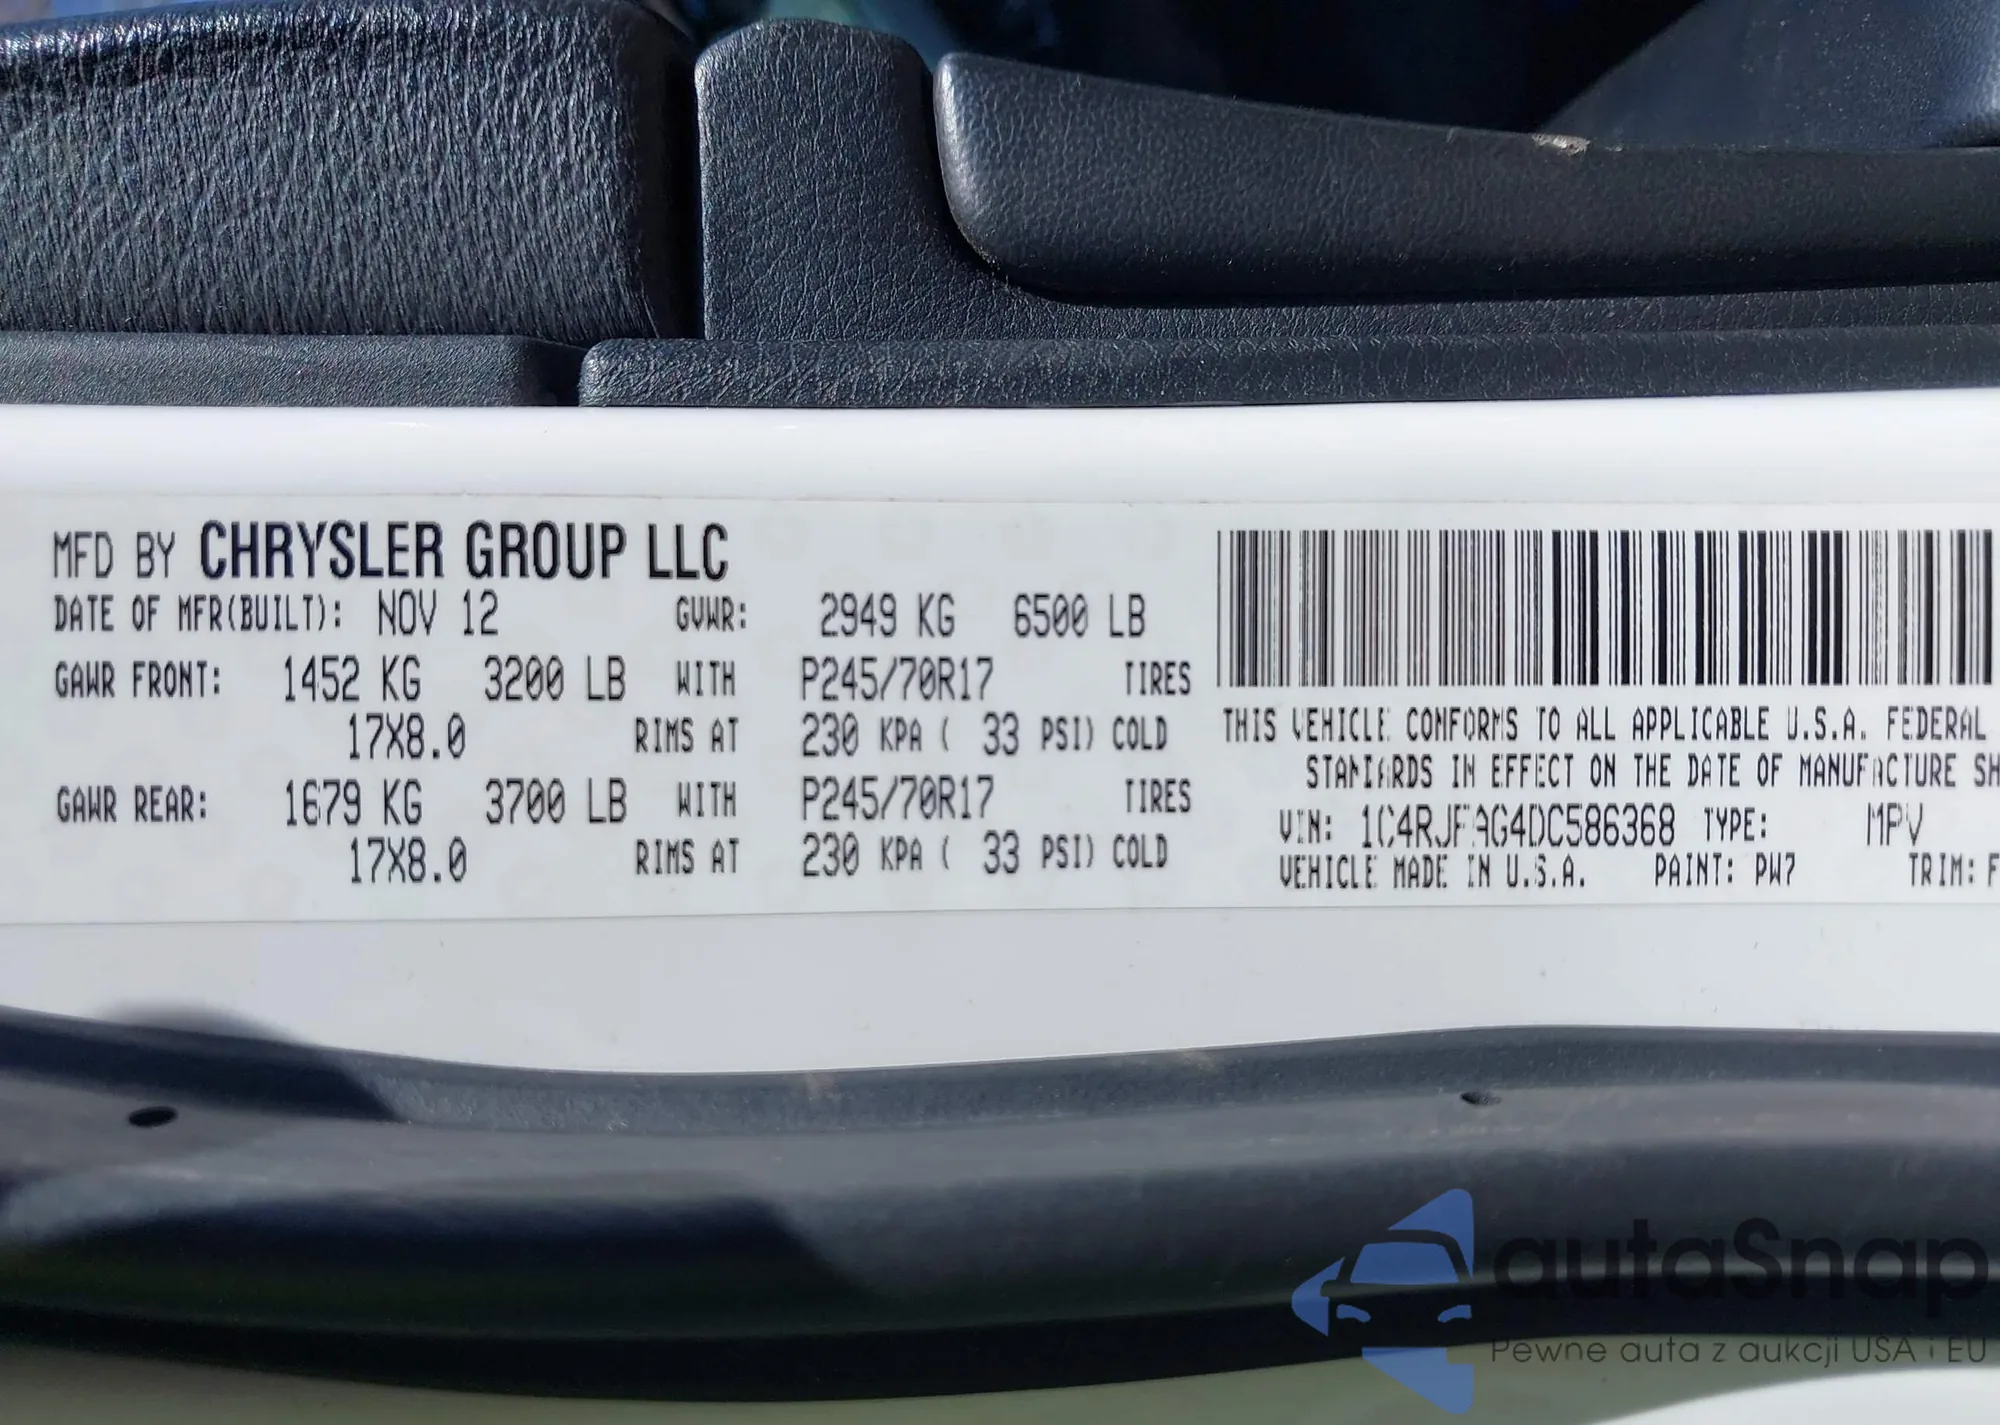 MFD BY CHRYSLER GROUP LLC
DATE OF MFR(BUILT): NOV 12 GVWR: 2949 KG 6500 LB
GAWR FRONT: 1452 KG 3200 LB WITH P245/70R17 TIRES
17X8.0 RIMS AT 230 KPA ( 33 PSI) COLD
GAWR REAR: 1679 KG 3700 LB WITH P245/70R17 TIRES
17X8.0 RIMS AT 230 KPA ( 33 PSI) COLD
THIS VEHICLE CONFORMS TO ALL APPLICABLE U.S.A. FEDERAL
STANDARDS IN EFFECT ON THE DATE OF MANUFACTURE SH
VIN: 1C4RJFAG4DC586368 TYPE: MPV
VEHICLE MADE IN U.S.A. PAINT: PW7 TRIM: F
autaSnap
Pewne auta z aukcji USA i EU